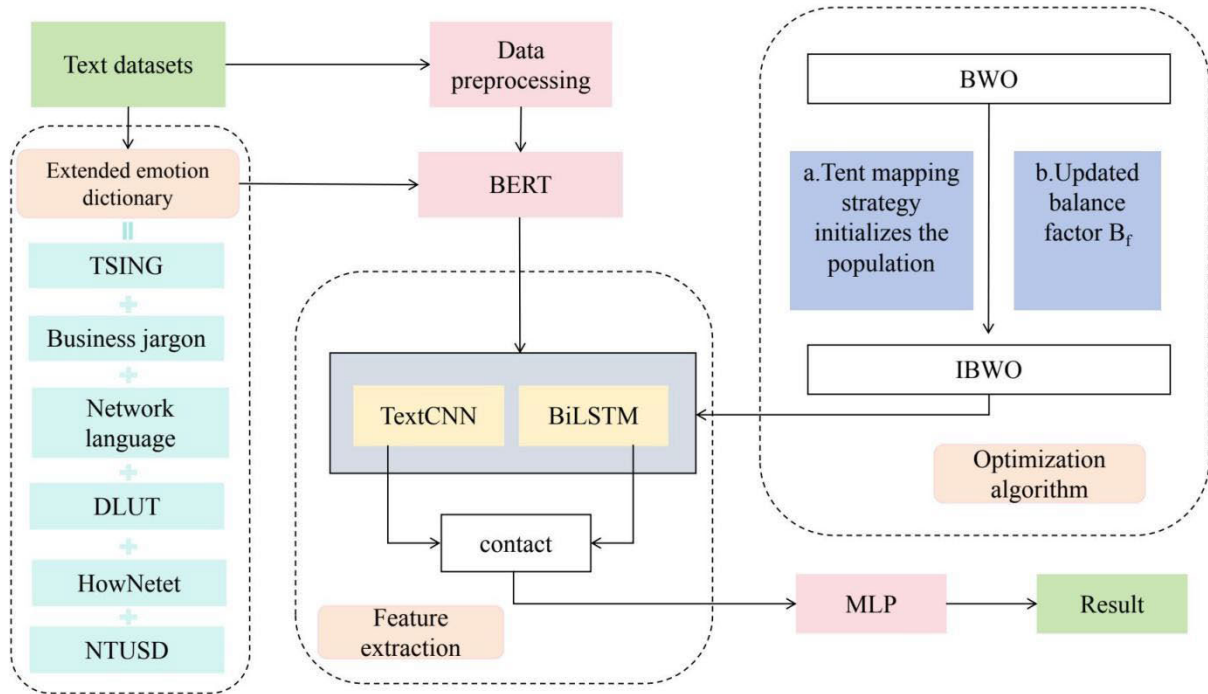 Text datasets
Data
preprocessing
BWO
Extended emotion
dictionary
BERT
a.Tent mapping
strategy
initializes the
population
b.Updated
balance
factor Bf
=
TSING
+
Business jargon
+
Network
language
+
DLUT
+
HowNetet
+
NTUSD
IBWO
TextCNN
BiLSTM
Optimization
algorithm
contact
Feature
extraction
MLP
Result